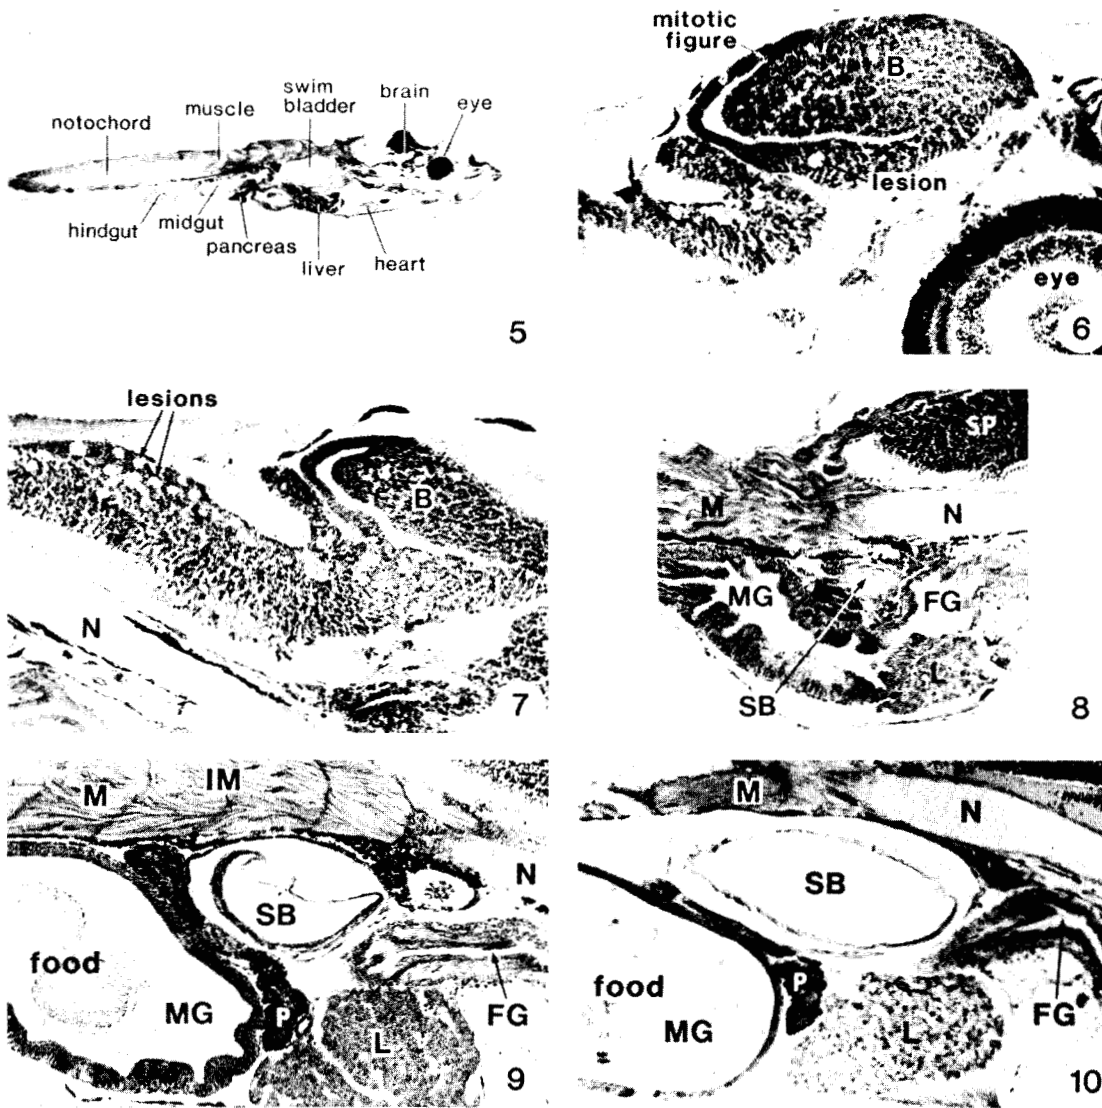 swim
bladder
brain
eye
muscle
notochord
hindgut
midgut
pancreas
liver
heart
5
mitotic
figure
B
lesion
eye
6
lesions
B
N
7
SP
M
N
MG
FG
L
SB
8
M
IM
N
SB
food
MG
P
L
FG
9
M
N
SB
food
P
MG
L
FG
10